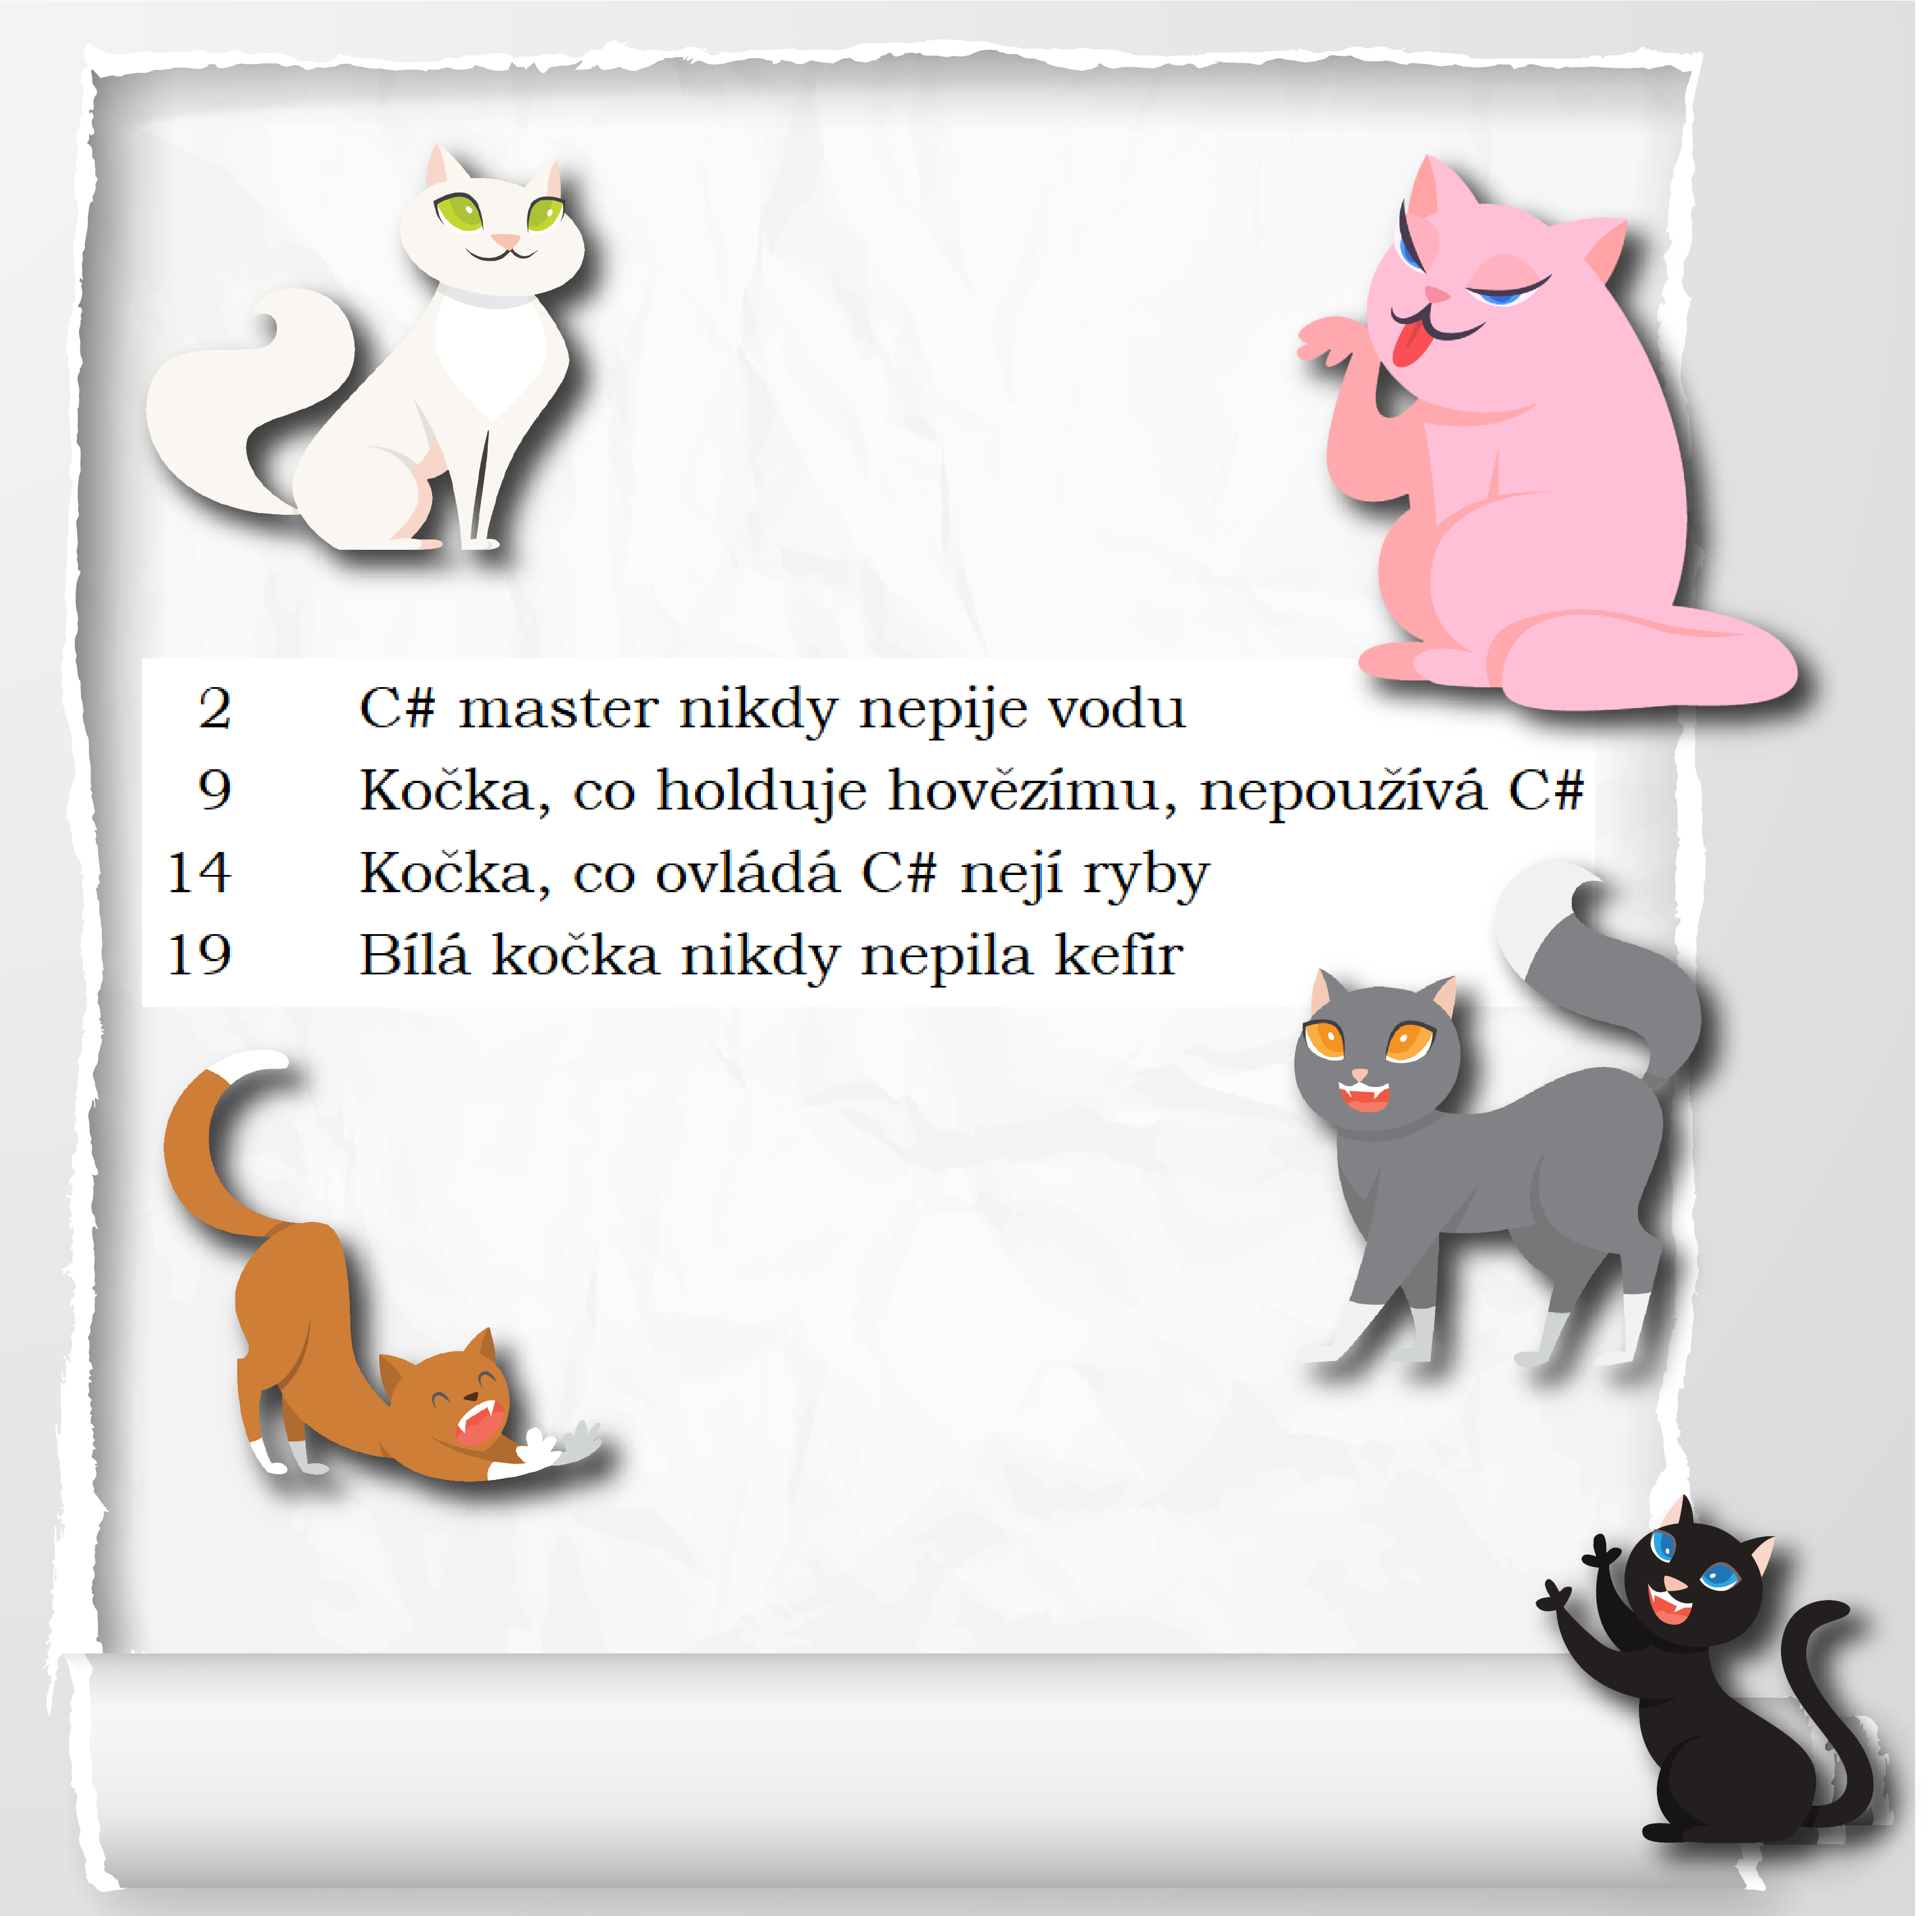 2 C# master nikdy nepije vodu
9 Kočka, co holduje hovězímu, nepoužívá C#
14 Kočka, co ovládá C# nejí ryby
19 Bílá kočka nikdy nepila kefír